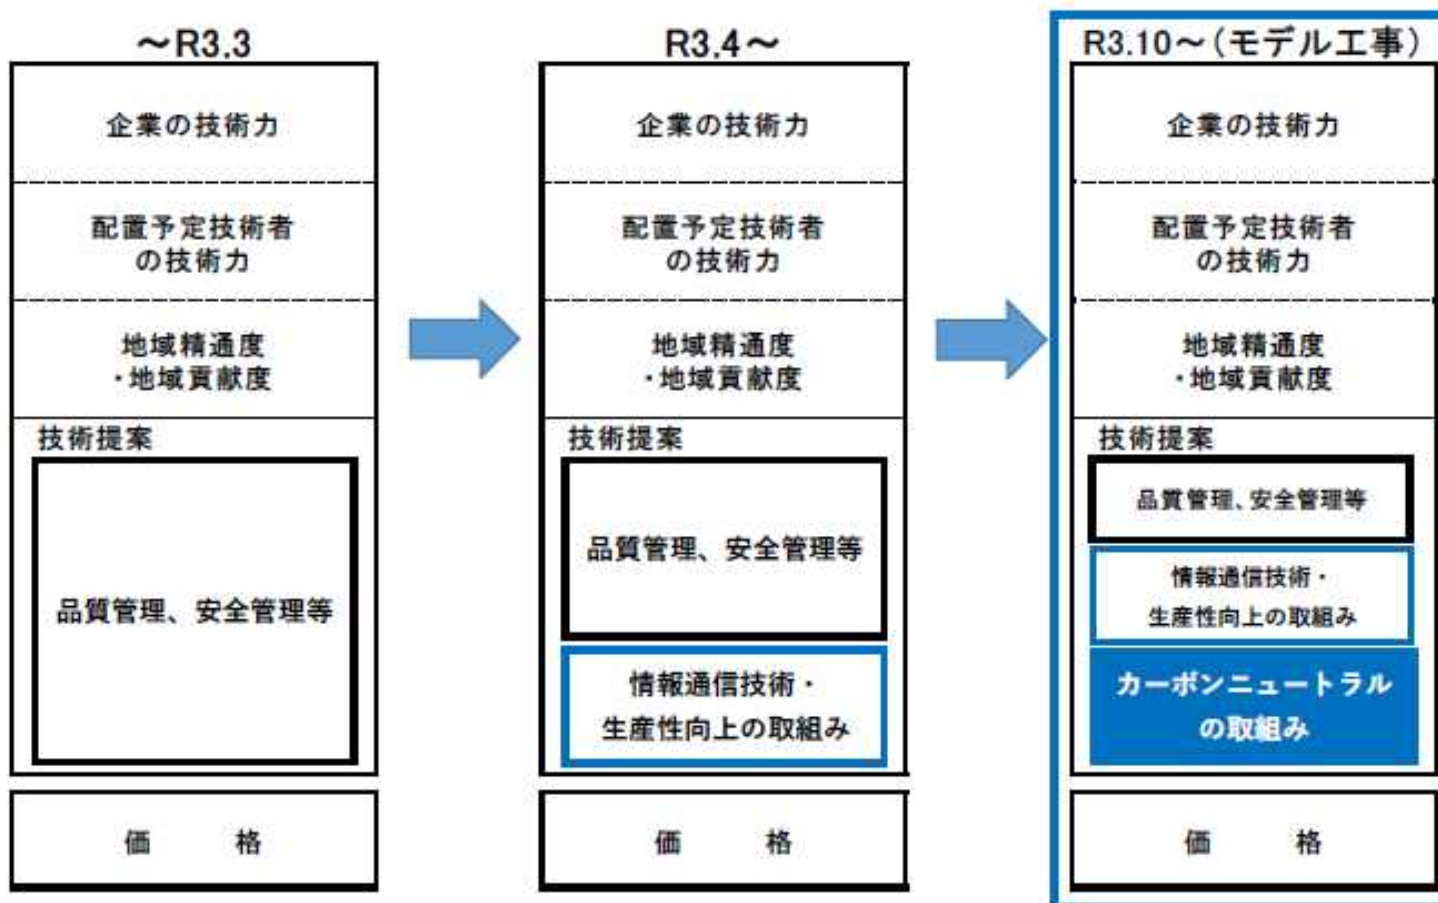 ～R3.3
企業の技術力
配置予定技術者
の技術力
地域精通度
・地域貢献度
技術提案
品質管理、安全管理等
価 格
R3.4～
企業の技術力
配置予定技術者
の技術力
地域精通度
・地域貢献度
技術提案
品質管理、安全管理等
情報通信技術・
生産性向上の取組み
価 格
R3.10～(モデル工事)
企業の技術力
配置予定技術者
の技術力
地域精通度
・地域貢献度
技術提案
品質管理、安全管理等
情報通信技術・
生産性向上の取組み
カーボンニュートラル
の取組み
価 格